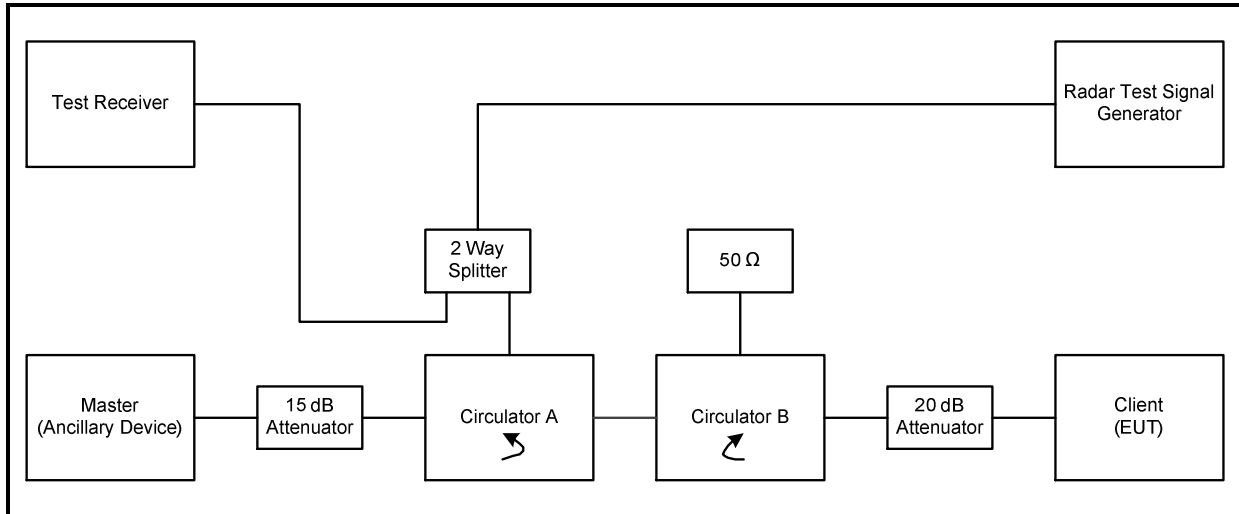 Test Receiver
Radar Test Signal
Generator
2 Way
Splitter
50 Ω
Master
(Ancillary Device)
15 dB
Attenuator
Circulator A
Circulator B
20 dB
Attenuator
Client
(EUT)